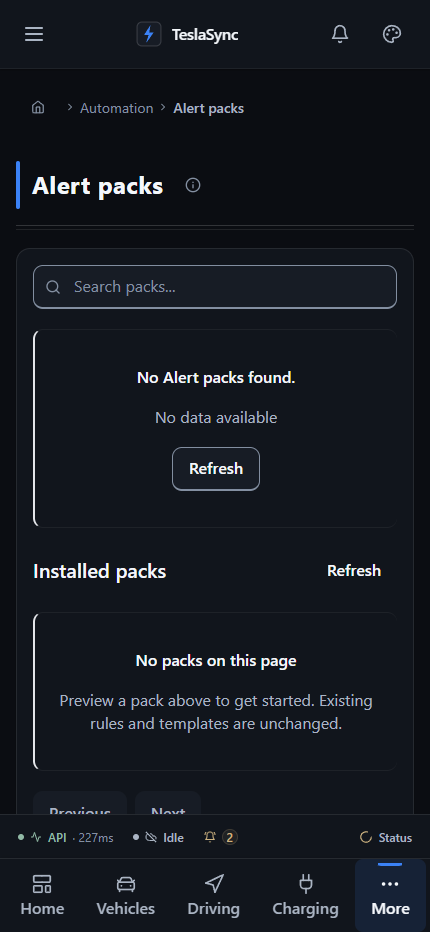 TeslaSync
Automation
Alert packs
Alert packs
Search packs...
No Alert packs found.
No data available
Refresh
Installed packs
Refresh
No packs on this page
Preview a pack above to get started. Existing
rules and templates are unchanged.
Previous
Next
API · 227ms
Idle
2
Status
Home
Vehicles
Driving
Charging
More